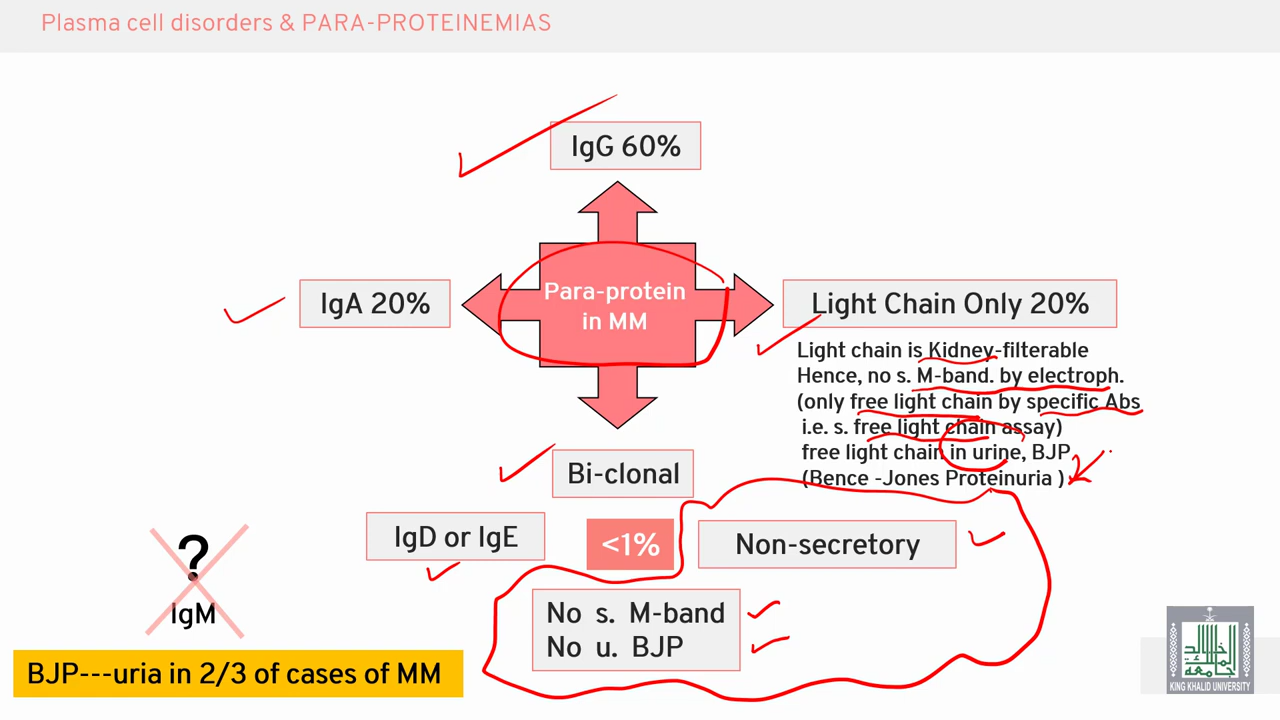 Plasma cell disorders & PARA-PROTEINEMIAS
IgG 60%
IgA 20%
Para-protein
in MM
Light Chain Only 20%
Light chain is Kidney-filterable
Hence, no s. M-band. by electroph.
(only free light chain by specific Abs
i.e. s. free light chain assay)
free light chain in urine, BJP
(Bence -Jones Proteinuria )
Bi-clonal
IgD or IgE
<1%
Non-secretory
?
IgM
No s. M-band
No u. BJP
BJP---uria in 2/3 of cases of MM
KING KHALID UNIVERSITY